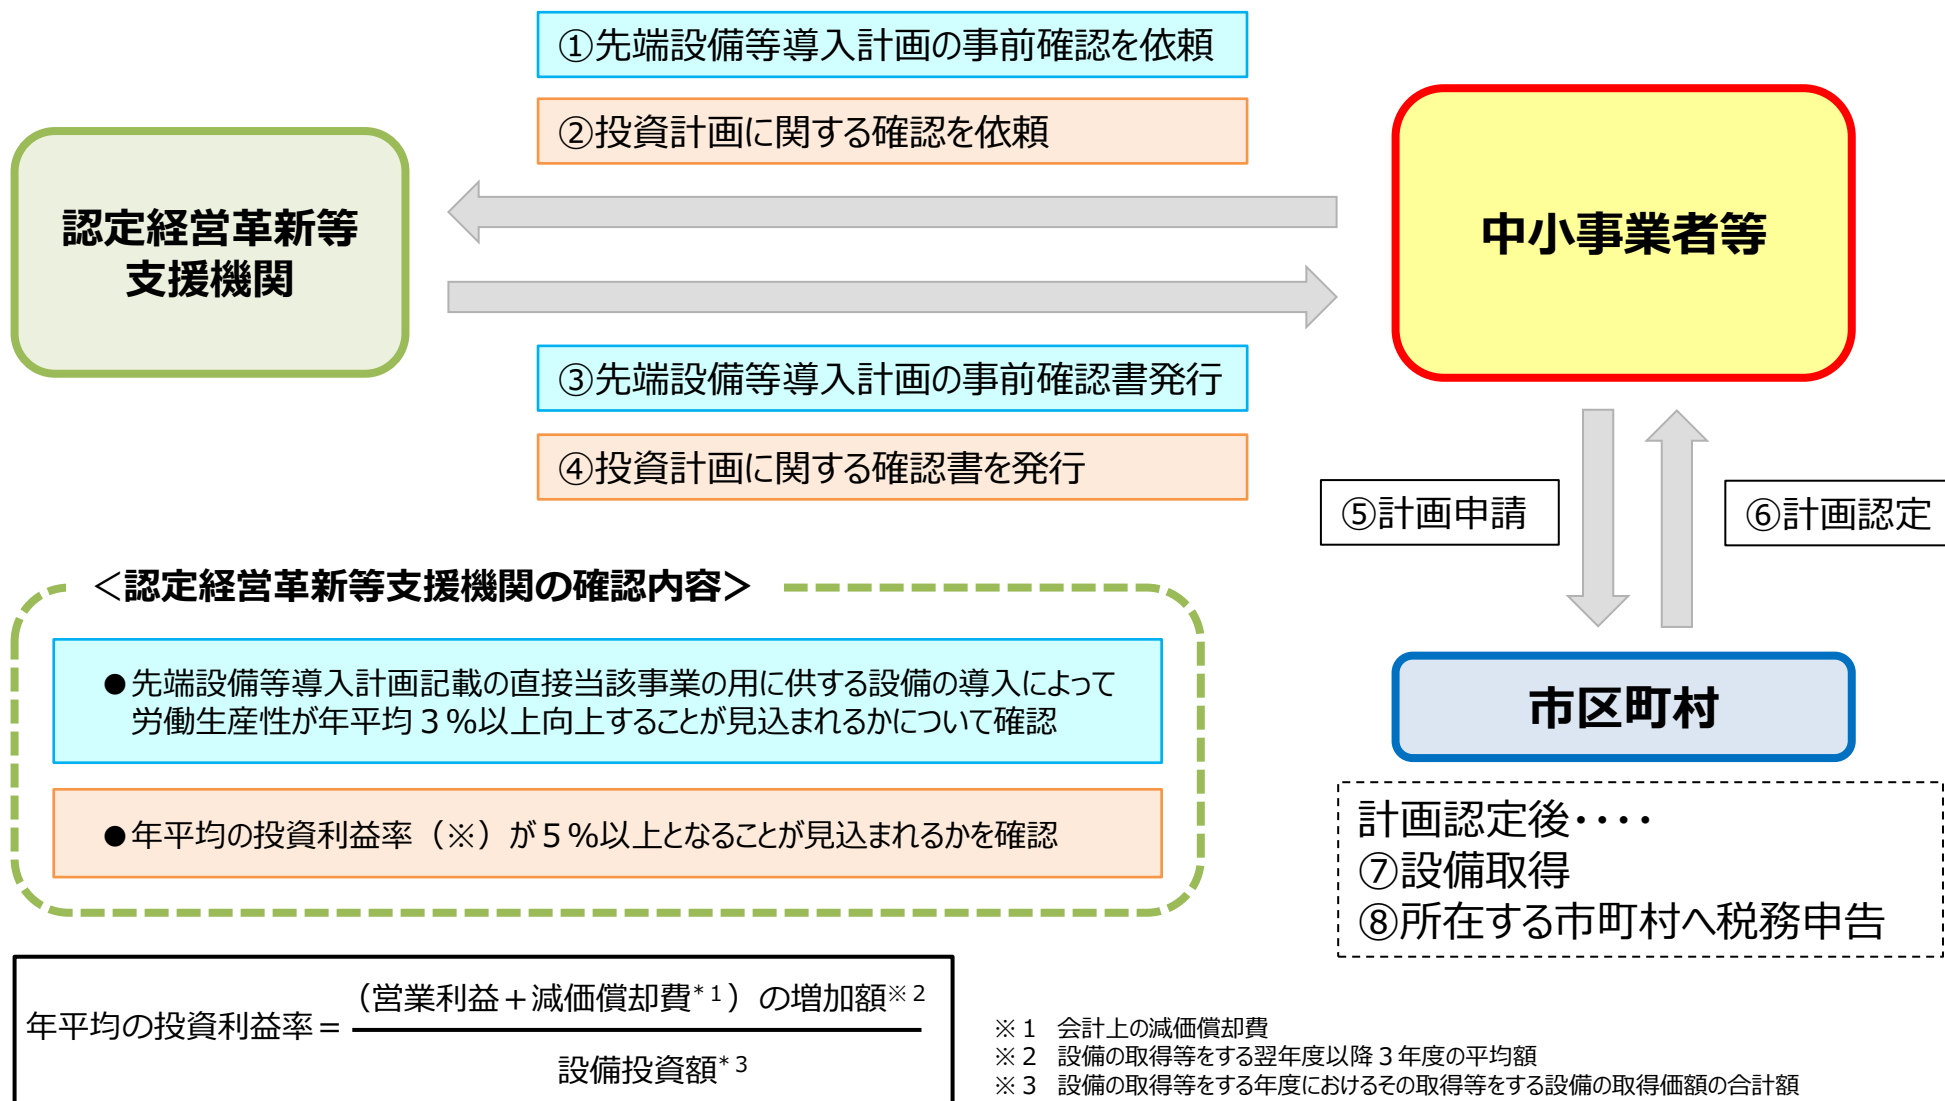 ①先端設備等導入計画の事前確認を依頼
②投資計画に関する確認を依頼
認定経営革新等
支援機関
中小事業者等
③先端設備等導入計画の事前確認書発行
④投資計画に関する確認書を発行
⑤計画申請
⑥計画認定
＜認定経営革新等支援機関の確認内容＞
●先端設備等導入計画記載の直接当該事業の用に供する設備の導入によって
労働生産性が年平均３％以上向上することが見込まれるかについて確認
●年平均の投資利益率（※）が５％以上となることが見込まれるかを確認
市区町村
計画認定後・・・・
⑦設備取得
⑧所在する市町村へ税務申告
年平均の投資利益率＝
（営業利益＋減価償却費*１）の増加額※２
設備投資額*３
※１　会計上の減価償却費
※２　設備の取得等をする翌年度以降３年度の平均額
※３　設備の取得等をする年度におけるその取得等をする設備の取得価額の合計額